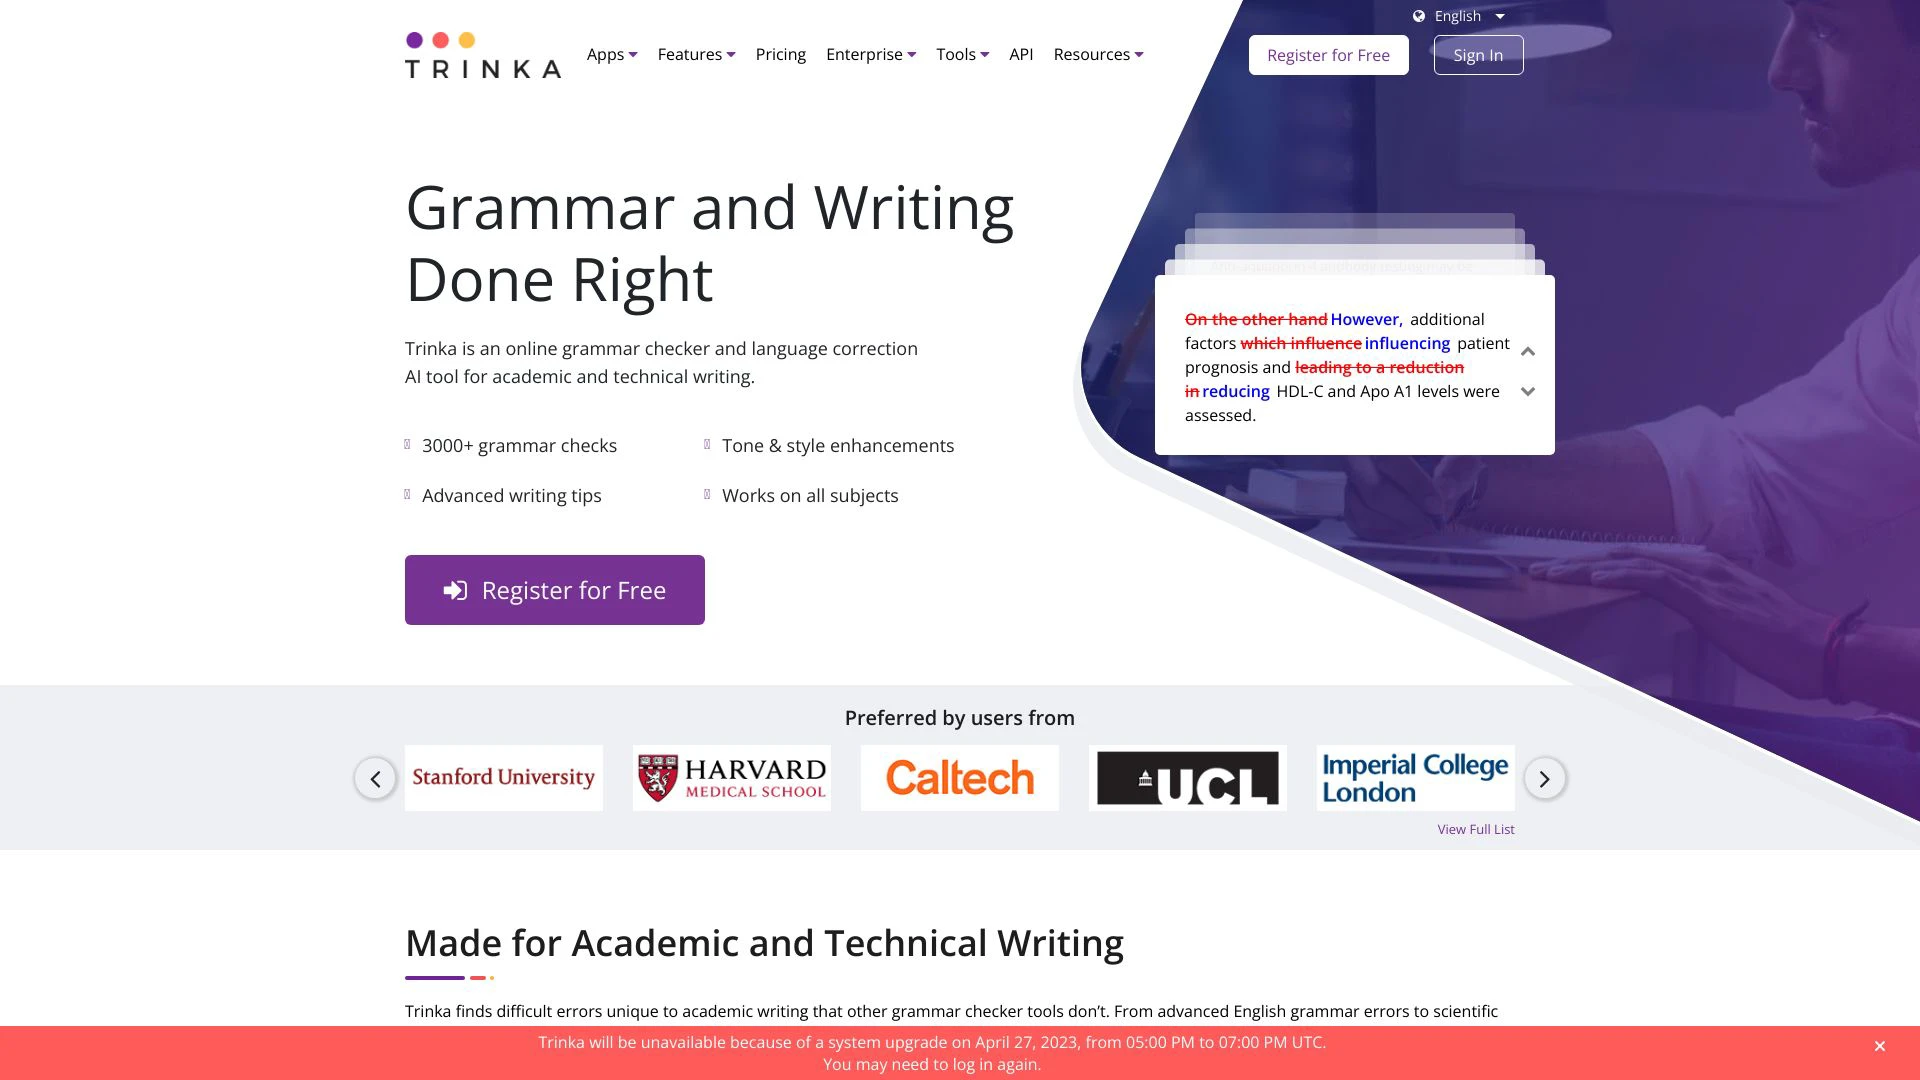 English
TRINKA
Apps Features Pricing Enterprise Tools API Resources
Register for Free
Sign In
Grammar and Writing
Done Right
Trinka is an online grammar checker and language correction
AI tool for academic and technical writing.
3000+ grammar checks
Tone & style enhancements
Advanced writing tips
Works on all subjects
Register for Free
On the other hand However, additional
factors which influence influencing patient
prognosis and leading to a reduction
in reducing HDL-C and Apo A1 levels were
assessed.
Preferred by users from
Stanford University
HARVARD
MEDICAL SCHOOL
Caltech
UCL
Imperial College
London
View Full List
Made for Academic and Technical Writing
Trinka finds difficult errors unique to academic writing that other grammar checker tools don’t. From advanced English grammar errors to scientific
Trinka will be unavailable because of a system upgrade on April 27, 2023, from 05:00 PM to 07:00 PM UTC.
You may need to log in again.